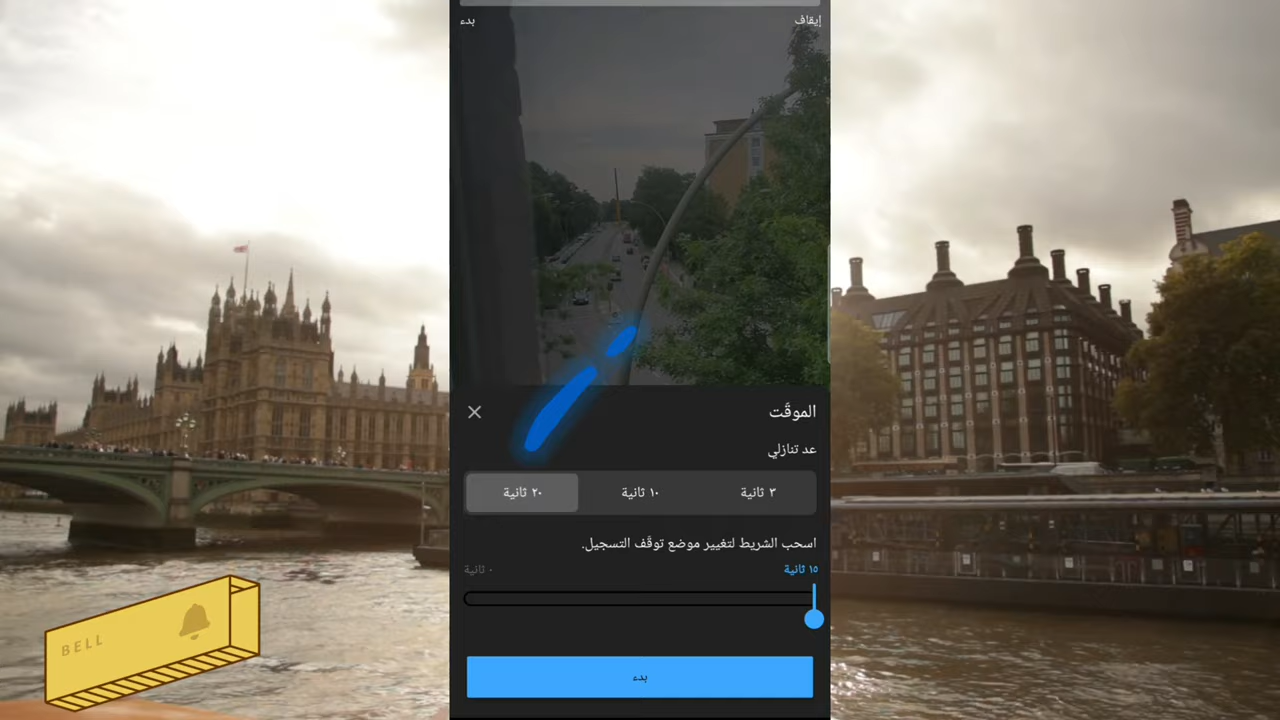 إيقاف
بدء
الموقّت
عد تنازلي
٣ ثانية
١٠ ثانية
٢٠ ثانية
اسحب الشريط لتغيير موضع توقّف التسجيل.
١٥ ثانية
٠ ثانية
بدء
BELL